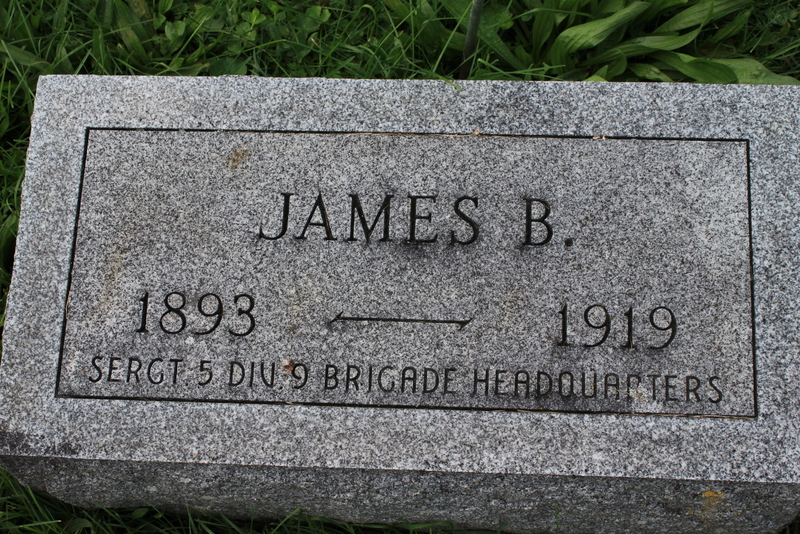 JAMES B.
1893 — 1919
SERGT. 5 DIV. 9 BRIGADE HEADQUARTERS